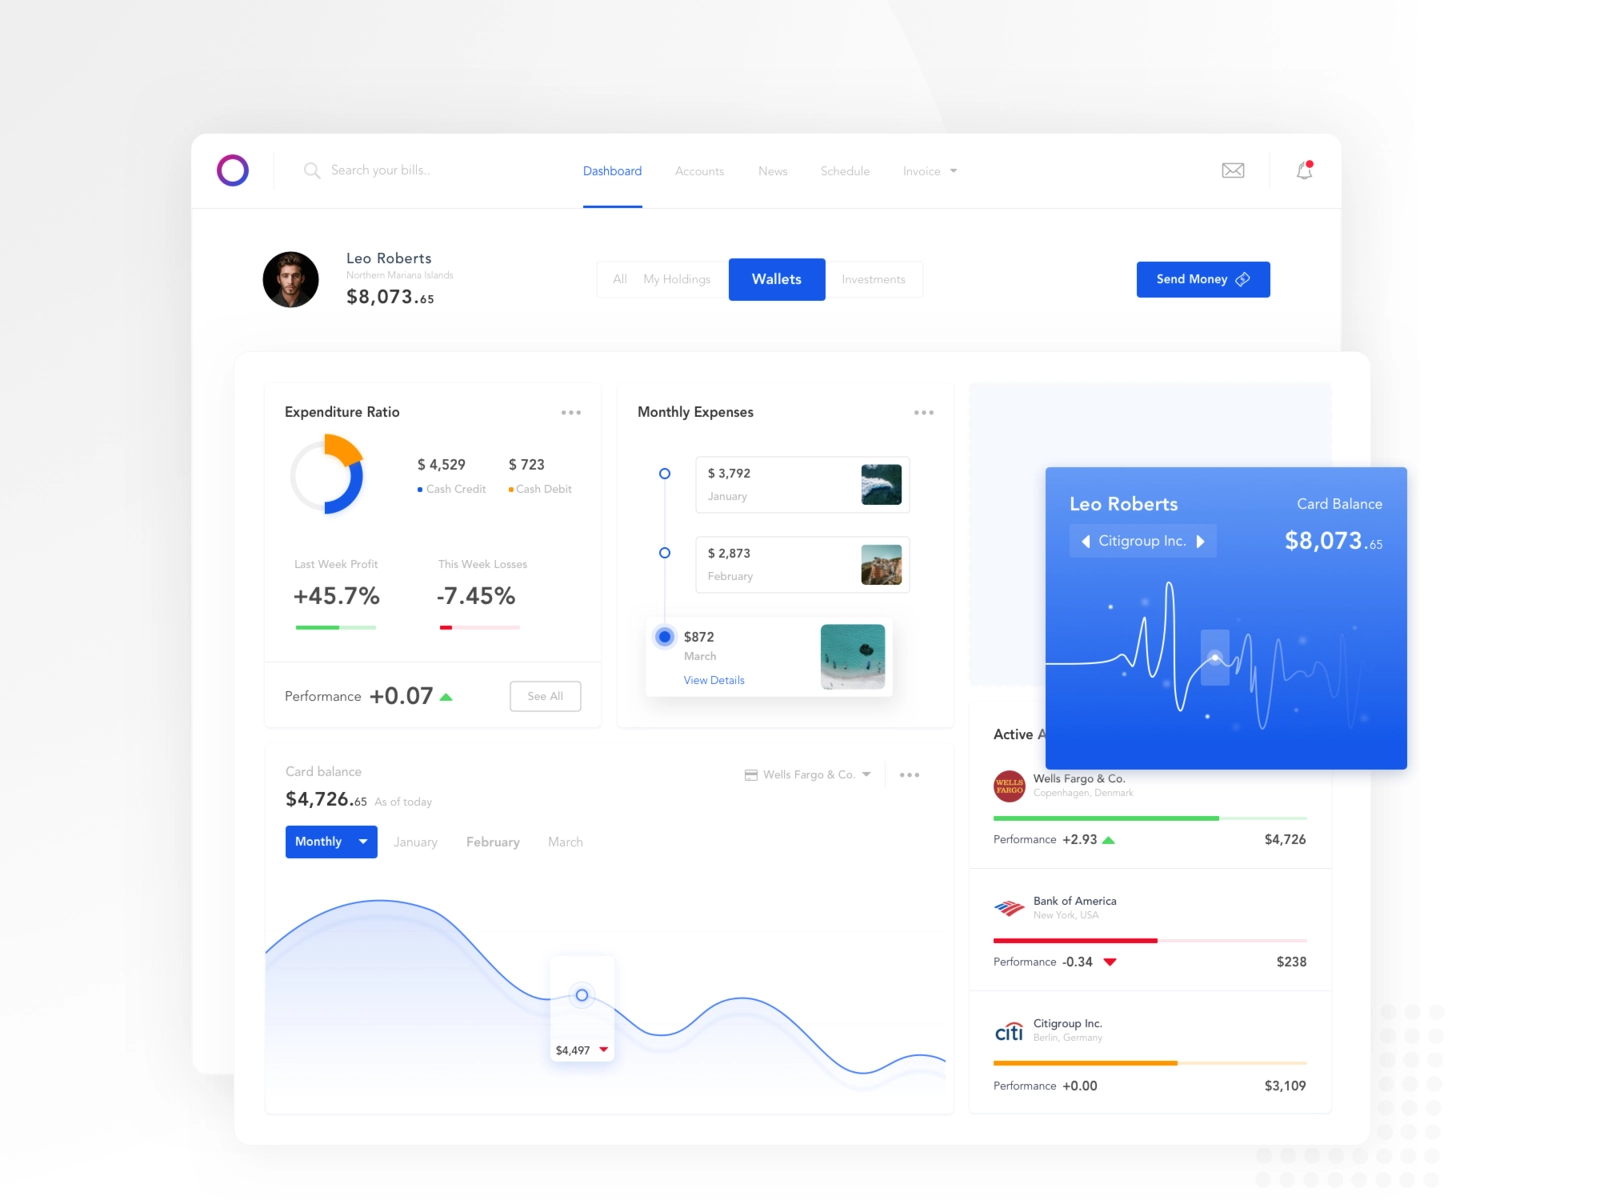 Search your bills..
Dashboard
Accounts
News
Schedule
Invoice
Leo Roberts
Northern Mariana Islands
$8,073.65
All
My Holdings
Wallets
Investments
Send Money
Expenditure Ratio
$ 4,529
$ 723
Cash Credit
Cash Debit
Last Week Profit
This Week Losses
+45.7%
-7.45%
Performance +0.07
See All
Monthly Expenses
$ 3,792
January
$ 2,873
February
$872
March
View Details
Leo Roberts
Card Balance
Citigroup Inc.
$8,073.65
Card balance
$4,726.65 As of today
Wells Fargo & Co.
Monthly
January
February
March
$4,497
Active A
WELLS
FARGO
Wells Fargo & Co.
Copenhagen, Denmark
Performance +2.93
$4,726
Bank of America
New York, USA
Performance -0.34
$238
citi
Citigroup Inc.
Berlin, Germany
Performance +0.00
$3,109